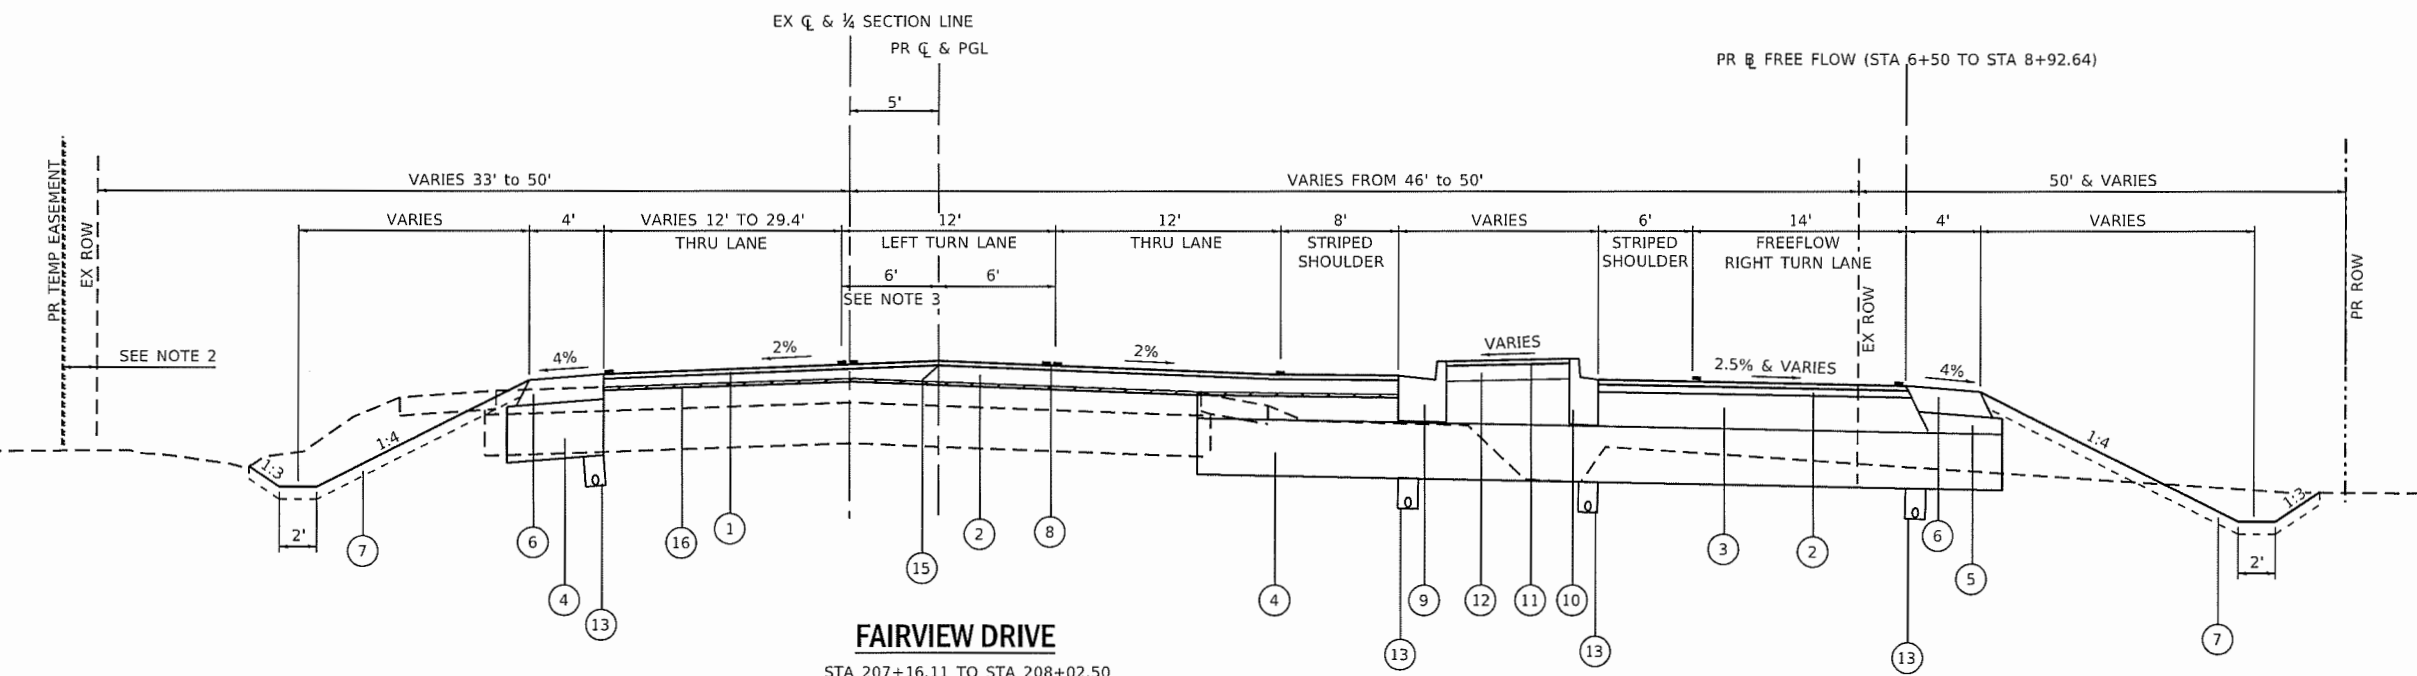 EX ℄ & ¼ SECTION LINE
PR ℄ & PGL
PR BL FREE FLOW (STA 6+50 TO STA 8+92.64)
5'
PR TEMP EASEMENT
EX ROW
VARIES 33' to 50'
VARIES FROM 46' to 50'
50' & VARIES
VARIES
4'
VARIES 12' TO 29.4'
THRU LANE
12'
LEFT TURN LANE
12'
THRU LANE
8'
STRIPED
SHOULDER
VARIES
6'
STRIPED
SHOULDER
14'
FREEFLOW
RIGHT TURN LANE
4'
VARIES
6'
6'
SEE NOTE 3
EX ROW
PR ROW
SEE NOTE 2
4%
2%
2%
VARIES
2.5% & VARIES
4%
1:3
1:4
1:4
1:3
2'
7
6
4
13
16
1
15
2
8
4
9
12
11
10
13
13
3
2
6
5
13
7
2'
FAIRVIEW DRIVE
STA 207+16.11 TO STA 208+02.50